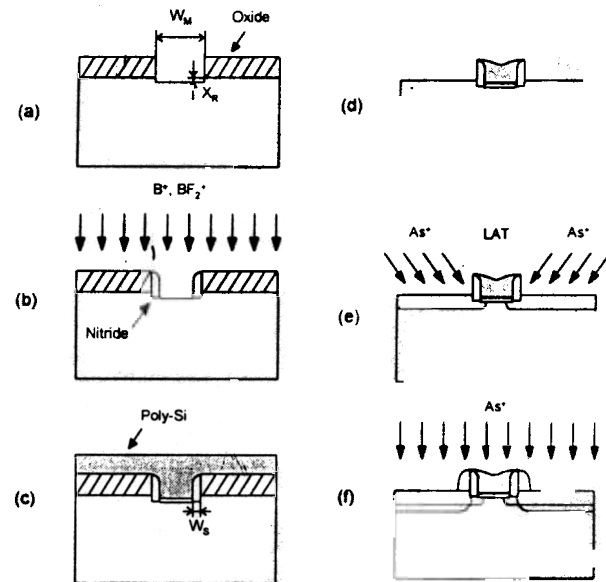 W_M
Oxide
X_R
(a)
(d)
B⁺, BF₂⁺
As⁺ LAT As⁺
(b)
(e)
Nitride
Poly-Si
As⁺
(c)
(f)
W_S